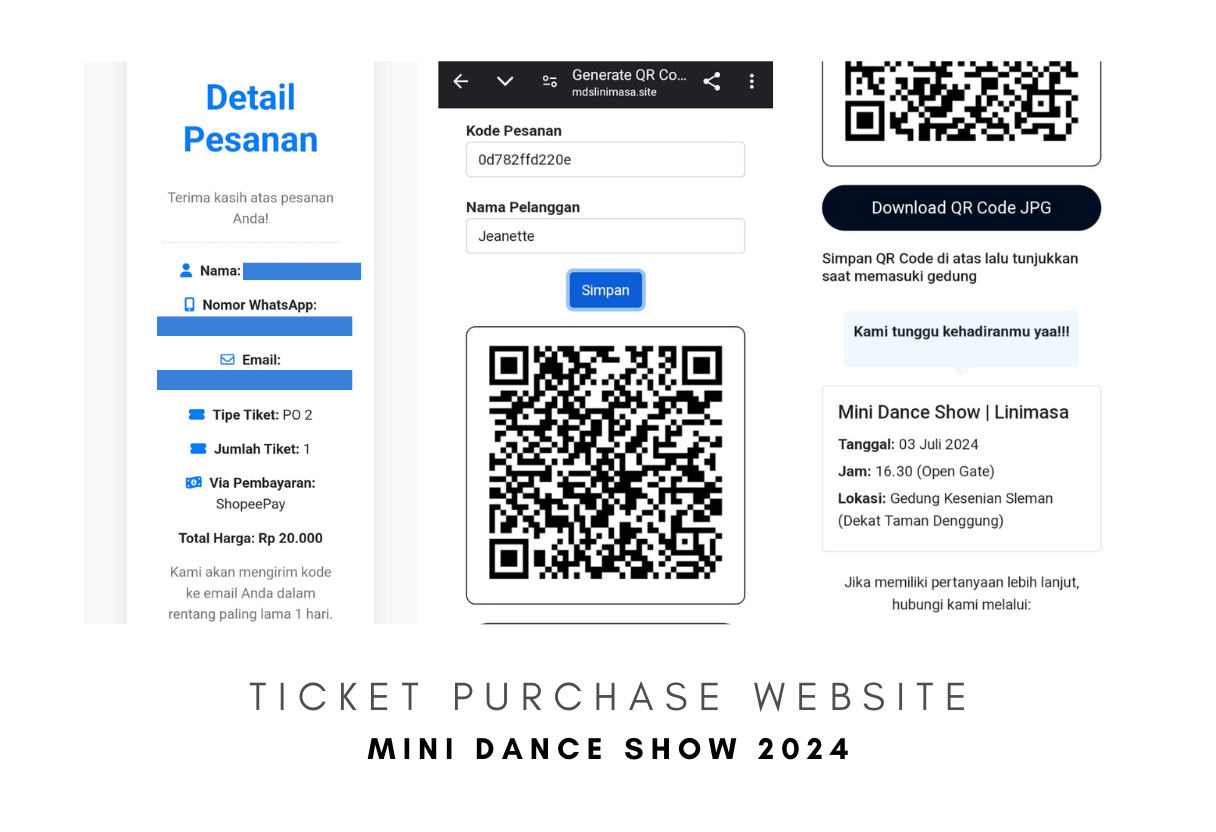 Detail
Pesanan
Terima kasih atas pesanan
Anda!
Nama:
Nomor WhatsApp:
Email:
Tipe Tiket: PO 2
Jumlah Tiket: 1
Via Pembayaran:
ShopeePay
Total Harga: Rp 20.000
Kami akan mengirim kode
ke email Anda dalam
rentang paling lama 1 hari.
Generate QR Co...
mdslinimasa.site
Kode Pesanan
0d782ffd220e
Nama Pelanggan
Jeanette
Simpan
Download QR Code JPG
Simpan QR Code di atas lalu tunjukkan
saat memasuki gedung
Kami tunggu kehadiranmu yaa!!!
Mini Dance Show | Linimasa
Tanggal: 03 Juli 2024
Jam: 16.30 (Open Gate)
Lokasi: Gedung Kesenian Sleman
(Dekat Taman Denggung)
Jika memiliki pertanyaan lebih lanjut,
hubungi kami melalui:
TICKET PURCHASE WEBSITE
MINI DANCE SHOW 2024